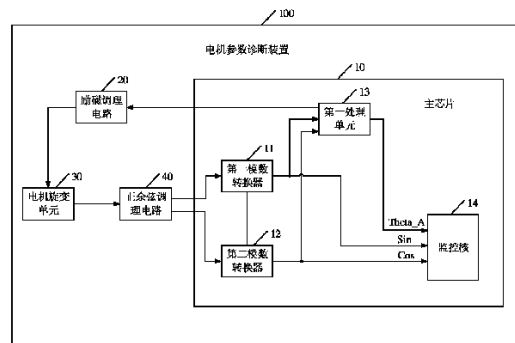 100
电机参数诊断装置
10
20
13
主芯片
励磁调理
电路
第一处理
单元
11
30
40
第一模数
转换器
14
电机旋变
单元
正余弦调
理电路
Theta_A
Sin
监控核
12
Cos
第二模数
转换器